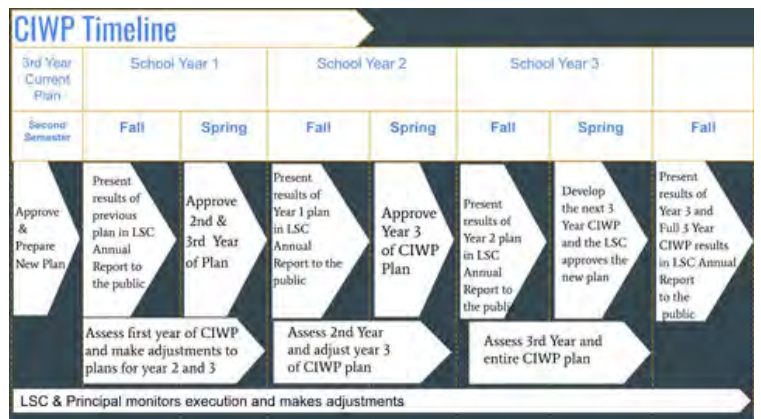 CIWP Timeline
3rd Year
Current
Plan
School Year 1
School Year 2
School Year 3
Second
Semester
Fall
Spring
Fall
Spring
Fall
Spring
Fall
Approve
&
Prepare
New Plan
Present
results of
previous
plan in LSC
Annual
Report to
the public
Approve
2nd &
3rd Year
of Plan
Present
results of
Year 1 plan
in LSC
Annual
Report to the
public
Approve
Year 3
of CIWP
Plan
Present
results of
Year 2 plan
in LSC
Annual
Report to
the public
Develop
the next 3
Year CIWP
and the LSC
approves the
new plan
Present
results of
Year 3 and
Full 3 Year
CIWP results
in LSC Annual
Report
to the
public
Assess first year of CIWP
and make adjustments to
plans for year 2 and 3
Assess 2nd Year
and adjust year 3
of CIWP plan
Assess 3rd Year and
entire CIWP plan
LSC & Principal monitors execution and makes adjustments